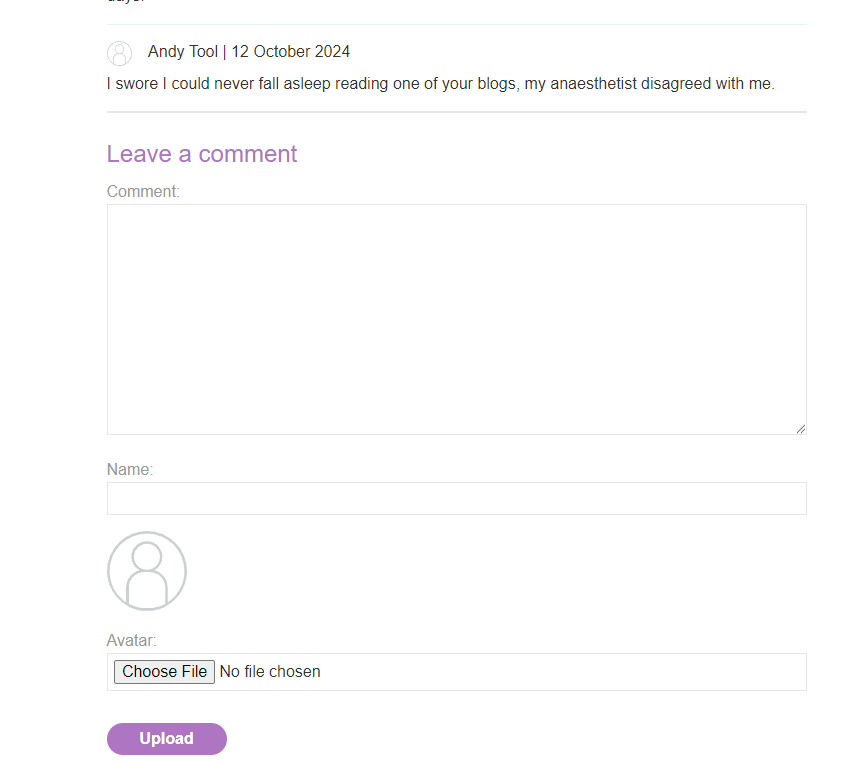 Andy Tool | 12 October 2024
I swore I could never fall asleep reading one of your blogs, my anaesthetist disagreed with me.
Leave a comment
Comment:
Name:
Avatar:
Choose File No file chosen
Upload